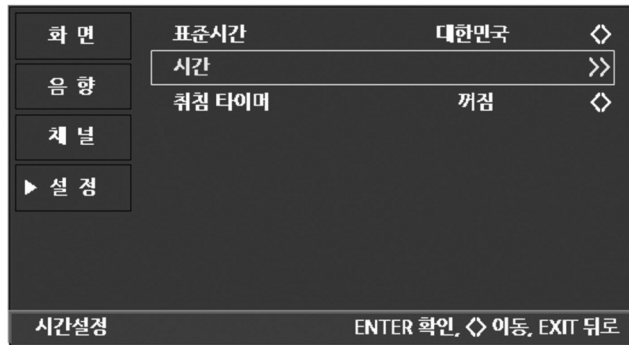 화 면
음 향
채 널
▶ 설 정
표준시간 대한민국 <>
시간 >>
취침 타이머 꺼짐 <>
시간설정 ENTER 확인, <> 이동, EXIT 뒤로